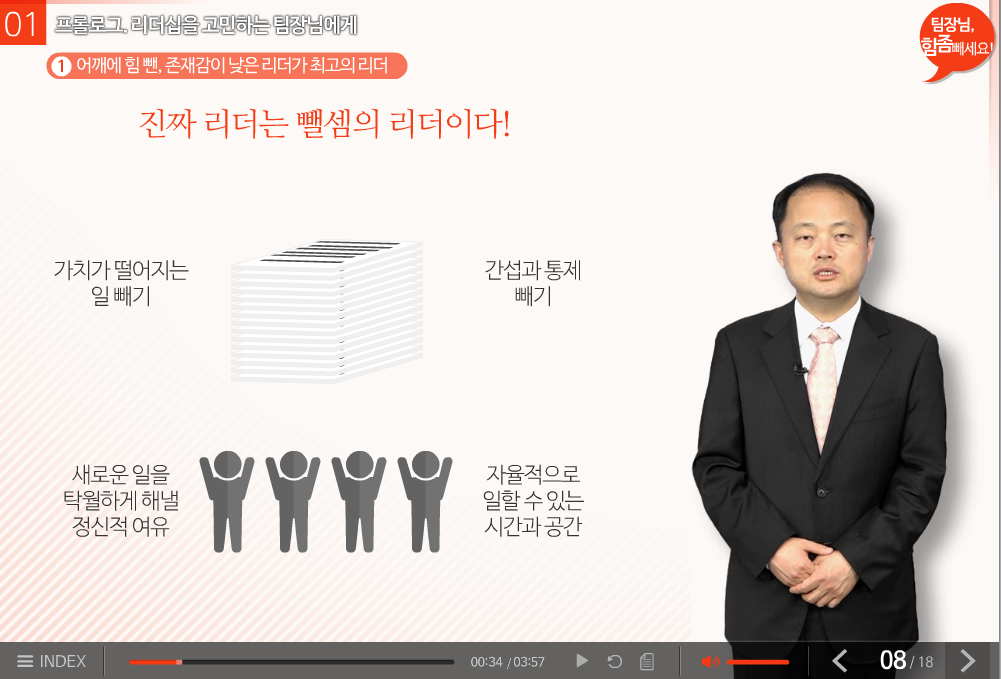 01
프롤로그. 리더십을 고민하는 팀장님에게
팀장님,
힘좀빼세요!
1 어깨에 힘 뺀, 존재감이 낮은 리더가 최고의 리더
진짜 리더는 뺄셈의 리더이다!
가치가 떨어지는
일 빼기
간섭과 통제
빼기
새로운 일을
탁월하게 해낼
정신적 여유
자율적으로
일할 수 있는
시간과 공간
INDEX
00:34 / 03:57
08 / 18